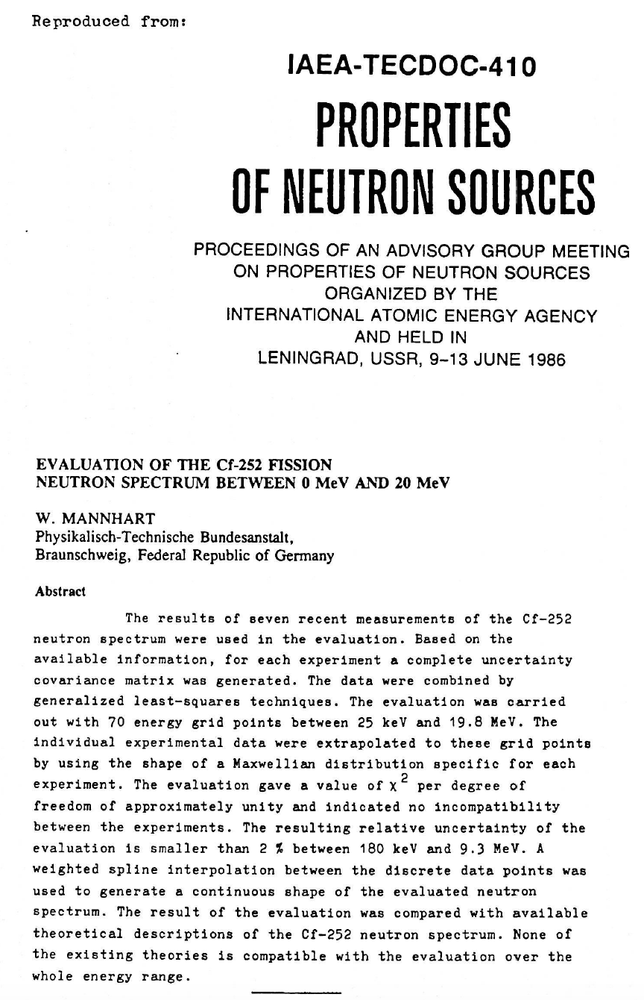 Reproduced from:
IAEA-TECDOC-410
PROPERTIES
OF NEUTRON SOURCES
PROCEEDINGS OF AN ADVISORY GROUP MEETING
ON PROPERTIES OF NEUTRON SOURCES
ORGANIZED BY THE
INTERNATIONAL ATOMIC ENERGY AGENCY
AND HELD IN
LENINGRAD, USSR, 9–13 JUNE 1986
EVALUATION OF THE Cf-252 FISSION
NEUTRON SPECTRUM BETWEEN 0 MeV AND 20 MeV
W. MANNHART
Physikalisch-Technische Bundesanstalt,
Braunschweig, Federal Republic of Germany
Abstract
The results of seven recent measurements of the Cf-252
neutron spectrum were used in the evaluation. Based on the
available information, for each experiment a complete uncertainty
covariance matrix was generated. The data were combined by
generalized least-squares techniques. The evaluation was carried
out with 70 energy grid points between 25 keV and 19.8 MeV. The
individual experimental data were extrapolated to these grid points
by using the shape of a Maxwellian distribution specific for each
experiment. The evaluation gave a value of χ² per degree of
freedom of approximately unity and indicated no incompatibility
between the experiments. The resulting relative uncertainty of the
evaluation is smaller than 2 % between 180 keV and 9.3 MeV. A
weighted spline interpolation between the discrete data points was
used to generate a continuous shape of the evaluated neutron
spectrum. The result of the evaluation was compared with available
theoretical descriptions of the Cf-252 neutron spectrum. None of
the existing theories is compatible with the evaluation over the
whole energy range.